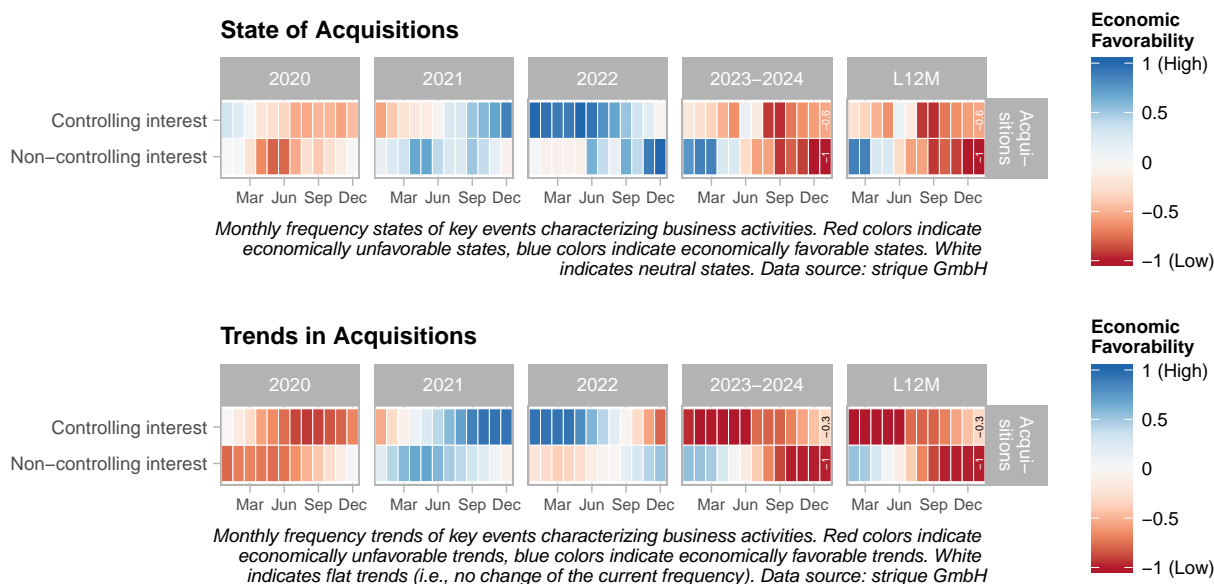 State of Acquisitions
2020 2021 2022 2023−2024 L12M
Controlling interest
Non−controlling interest
−0.6 −0.6
−1 −1
Acqui−
sitions
Mar Jun Sep Dec Mar Jun Sep Dec Mar Jun Sep Dec Mar Jun Sep Dec Mar Jun Sep Dec
Monthly frequency states of key events characterizing business activities. Red colors indicate
economically unfavorable states, blue colors indicate economically favorable states. White
indicates neutral states. Data source: strique GmbH
Economic
Favorability
1 (High)
0.5
0
−0.5
−1 (Low)
Trends in Acquisitions
2020 2021 2022 2023−2024 L12M
Controlling interest
Non−controlling interest
−0.3 −0.3
−1 −1
Acqui−
sitions
Mar Jun Sep Dec Mar Jun Sep Dec Mar Jun Sep Dec Mar Jun Sep Dec Mar Jun Sep Dec
Monthly frequency trends of key events characterizing business activities. Red colors indicate
economically unfavorable trends, blue colors indicate economically favorable trends. White
indicates flat trends (i.e., no change of the current frequency). Data source: strique GmbH
Economic
Favorability
1 (High)
0.5
0
−0.5
−1 (Low)